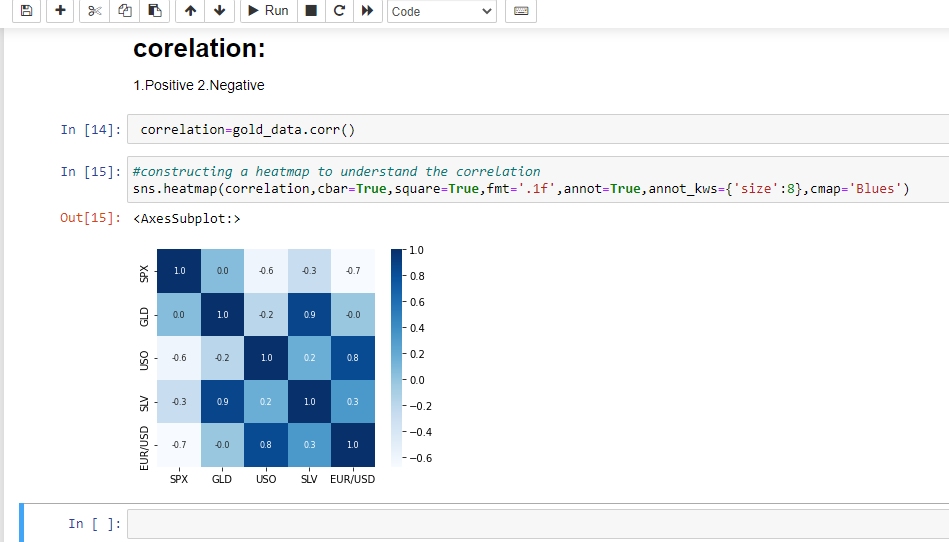 Run
Code
corelation:
1.Positive 2.Negative
In [14]: correlation=gold_data.corr()
In [15]: #constructing a heatmap to understand the correlation
sns.heatmap(correlation,cbar=True,square=True,fmt='.1f',annot=True,annot_kws={'size':8},cmap='Blues')
Out[15]: <AxesSubplot:>
SPX 1.0 0.0 -0.6 -0.3 -0.7
GLD 0.0 1.0 -0.2 0.9 -0.0
USO -0.6 -0.2 1.0 0.2 0.8
SLV -0.3 0.9 0.2 1.0 0.3
EUR/USD -0.7 -0.0 0.8 0.3 1.0
SPX GLD USO SLV EUR/USD
1.0
0.8
0.6
0.4
0.2
0.0
-0.2
-0.4
-0.6
In [ ]: